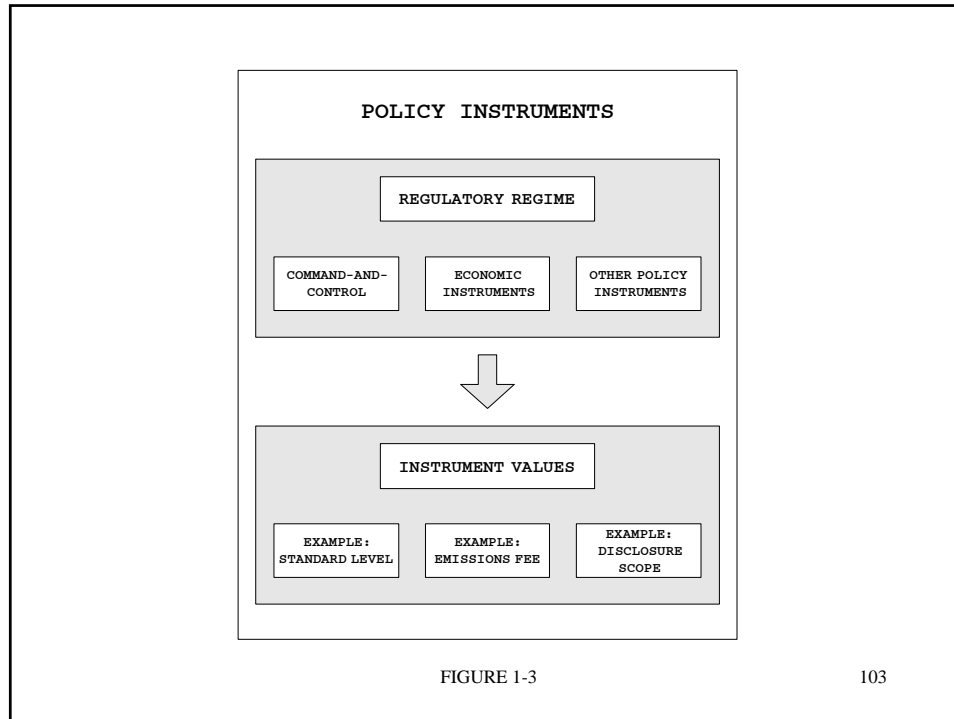 POLICY INSTRUMENTS
REGULATORY REGIME
COMMAND-AND-
CONTROL
ECONOMIC
INSTRUMENTS
OTHER POLICY
INSTRUMENTS
INSTRUMENT VALUES
EXAMPLE:
STANDARD LEVEL
EXAMPLE:
EMISSIONS FEE
EXAMPLE:
DISCLOSURE
SCOPE
FIGURE 1-3
103